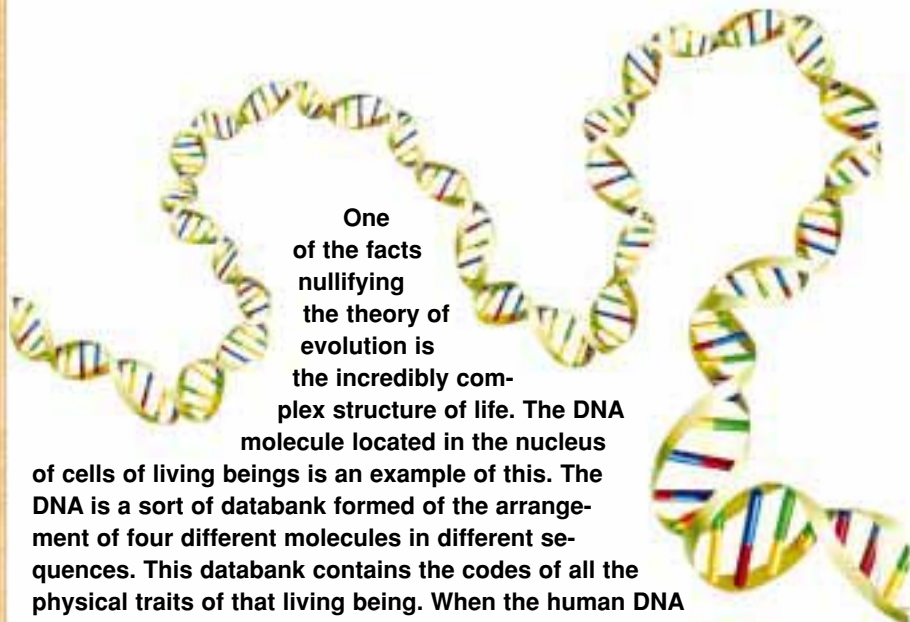 One
of the facts
nullifying
the theory of
evolution is
the incredibly com-
plex structure of life. The DNA
molecule located in the nucleus
of cells of living beings is an example of this. The
DNA is a sort of databank formed of the arrange-
ment of four different molecules in different se-
quences. This databank contains the codes of all the
physical traits of that living being. When the human DNA